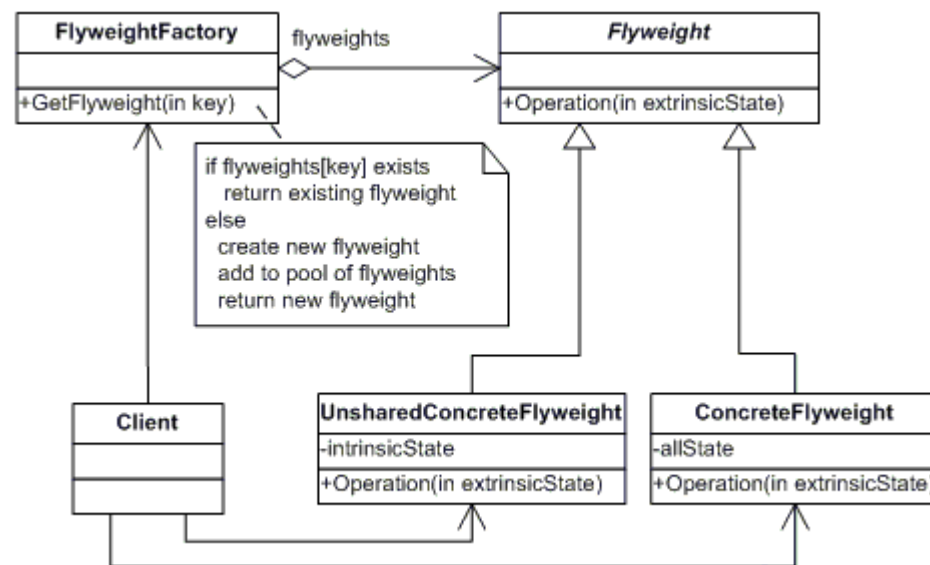 FlyweightFactory
flyweights
Flyweight
+GetFlyweight(in key)
+Operation(in extrinsicState)
if flyweights[key] exists
return existing flyweight
else
create new flyweight
add to pool of flyweights
return new flyweight
Client
UnsharedConcreteFlyweight
-intrinsicState
+Operation(in extrinsicState)
ConcreteFlyweight
-allState
+Operation(in extrinsicState)